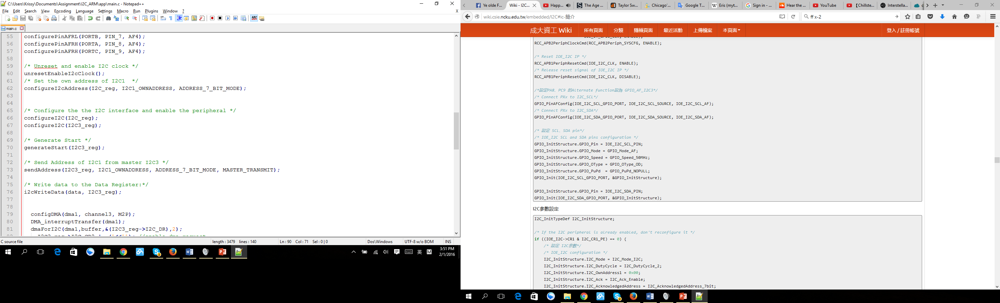 C:\Users\Krissy\Documents\Assignment\I2C_ARM\app\main.c - Notepad++
File Edit Search View Encoding Language Settings Macro Run Plugins Window ? X
main.c
55 configurePinAFRL(PORTB, PIN_7, AF4);
56 configurePinAFRH(PORTA, PIN_8, AF4);
57 configurePinAFRH(PORTC, PIN_9, AF4);
58
59 /* Unreset and enable I2C clock */
60 unresetEnableI2cClock();
61 /* Set the own address of I2C1  */
62 configureI2cAddress(I2C_reg, I2C1_OWNADDRESS, ADDRESS_7_BIT_MODE);
63
64
65 /* Configure the the I2C interface and enable the peripheral */
66 configureI2C(I2C_reg);
67 configureI2C(I2C3_reg);
68
69 /* Generate Start */
70 generateStart(I2C3_reg);
71
72 /* Send Address of I2C1 from master I2C3 */
73 sendAddress(I2C3_reg, I2C1_OWNADDRESS, ADDRESS_7_BIT_MODE, MASTER_TRANSMIT);
74
75 /* Write data to the Data Register:*/
76 i2cWriteData(data, I2C3_reg);
77
78
79 configDMA(dma1, channel3, M2P);
80 DMA_interruptTransfer(dma1);
81 dmaForI2C(dma1,buffer,&(I2C3_reg->I2C_DR),2);
C source file length : 3479 lines : 140 Ln : 90 Col : 71 Sel : 0 | 0 Dos\Windows UTF-8 w/o BOM INS
英 M 3:51 PM
2/1/2016
Ye olde F... Wiki - I2C... Happ... The Age ... Taylor Sw... Chicago'... Google T... Eris (myt... Sign in - ... Hear the ... YouTube 【Chillste... Interstella...
wiki.csie.ncku.edu.tw/embedded/I2C#ic-簡介 ff x-2
成大資工 Wiki 所有頁面 分類 隨機頁面 最近活動 上傳檔案 本頁面 登入 / 註冊帳號
RCC_APB2PeriphClockCmd(RCC_APB2Periph_SYSCFG, ENABLE);
/* Reset IOE_I2C IP */
RCC_APB1PeriphResetCmd(IOE_I2C_CLK, ENABLE);
/* Release reset signal of IOE_I2C IP */
RCC_APB1PeriphResetCmd(IOE_I2C_CLK, DISABLE);
/*設定PA8、PC9 的Alternate function設為 GPIO_AF_I2C3*/
/* Connect PXx to I2C_SCL*/
GPIO_PinAFConfig(IOE_I2C_SCL_GPIO_PORT, IOE_I2C_SCL_SOURCE, IOE_I2C_SCL_AF);
/* Connect PXx to I2C_SDA*/
GPIO_PinAFConfig(IOE_I2C_SDA_GPIO_PORT, IOE_I2C_SDA_SOURCE, IOE_I2C_SDA_AF);
/* 設定 SCL、SDA pin*/
/* IOE_I2C SCL and SDA pins configuration */
GPIO_InitStructure.GPIO_Pin = IOE_I2C_SCL_PIN;
GPIO_InitStructure.GPIO_Mode = GPIO_Mode_AF;
GPIO_InitStructure.GPIO_Speed = GPIO_Speed_50MHz;
GPIO_InitStructure.GPIO_OType = GPIO_OType_OD;
GPIO_InitStructure.GPIO_PuPd  = GPIO_PuPd_NOPULL;
GPIO_Init(IOE_I2C_SCL_GPIO_PORT, &GPIO_InitStructure);
GPIO_InitStructure.GPIO_Pin = IOE_I2C_SDA_PIN;
GPIO_Init(IOE_I2C_SDA_GPIO_PORT, &GPIO_InitStructure);
I2C參數設定
I2C_InitTypeDef I2C_InitStructure;
/* If the I2C peripheral is already enabled, don't reconfigure it */
if ((IOE_I2C->CR1 & I2C_CR1_PE) == 0) {
/* 設定 I2C參數*/
/* IOE_I2C configuration */
I2C_InitStructure.I2C_Mode = I2C_Mode_I2C;
I2C_InitStructure.I2C_DutyCycle = I2C_DutyCycle_2;
I2C_InitStructure.I2C_OwnAddress1 = 0x00;
I2C_InitStructure.I2C_Ack = I2C_Ack_Enable;
I2C_InitStructure.I2C_AcknowledgedAddress = I2C_AcknowledgedAddress_7bit;